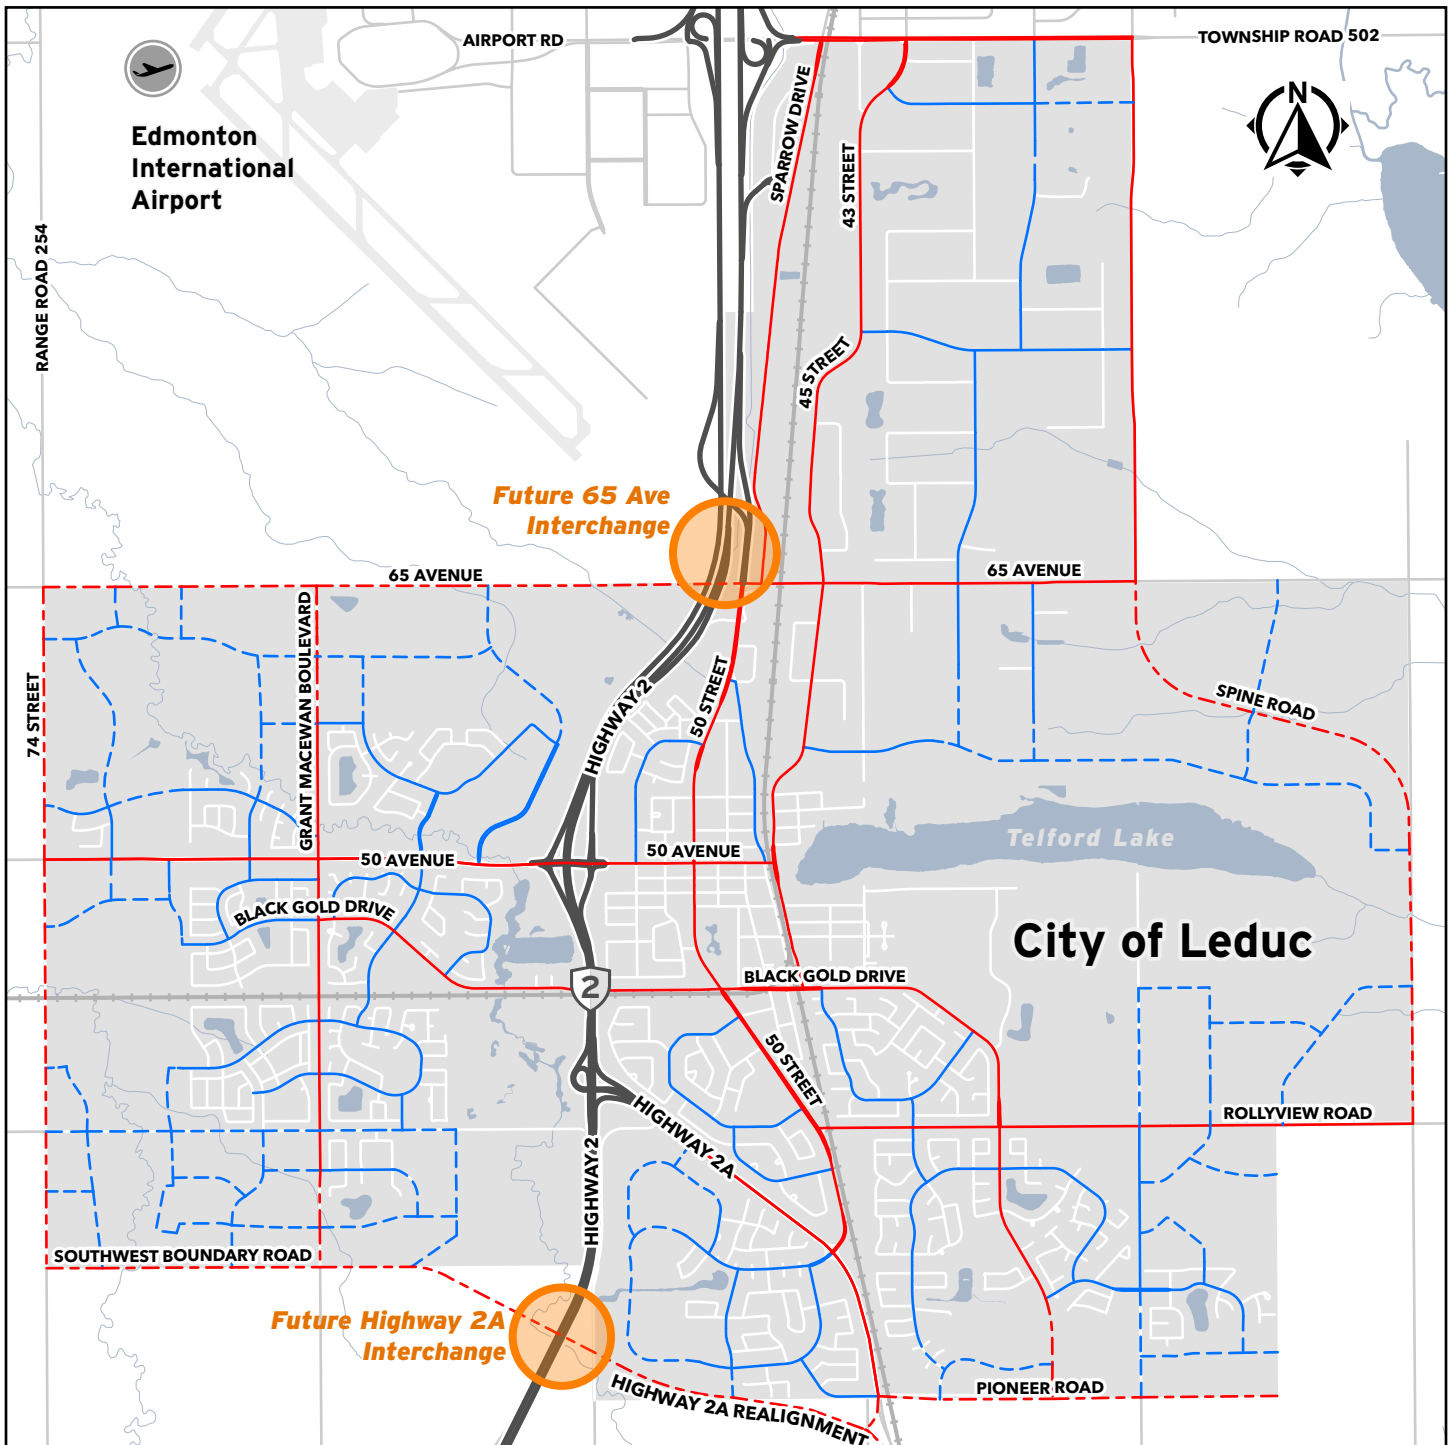 AIRPORT RD
TOWNSHIP ROAD 502
N
Edmonton
International
Airport
SPARROW DRIVE
43 STREET
RANGE ROAD 254
45 STREET
Future 65 Ave
Interchange
65 AVENUE
65 AVENUE
GRANT MACEWAN BOULEVARD
74 STREET
HIGHWAY 2
50 STREET
SPINE ROAD
Telford Lake
50 AVENUE
50 AVENUE
BLACK GOLD DRIVE
City of Leduc
BLACK GOLD DRIVE
2
50 STREET
HIGHWAY 2A
ROLLYVIEW ROAD
HIGHWAY 2
SOUTHWEST BOUNDARY ROAD
Future Highway 2A
Interchange
HIGHWAY 2A REALIGNMENT
PIONEER ROAD